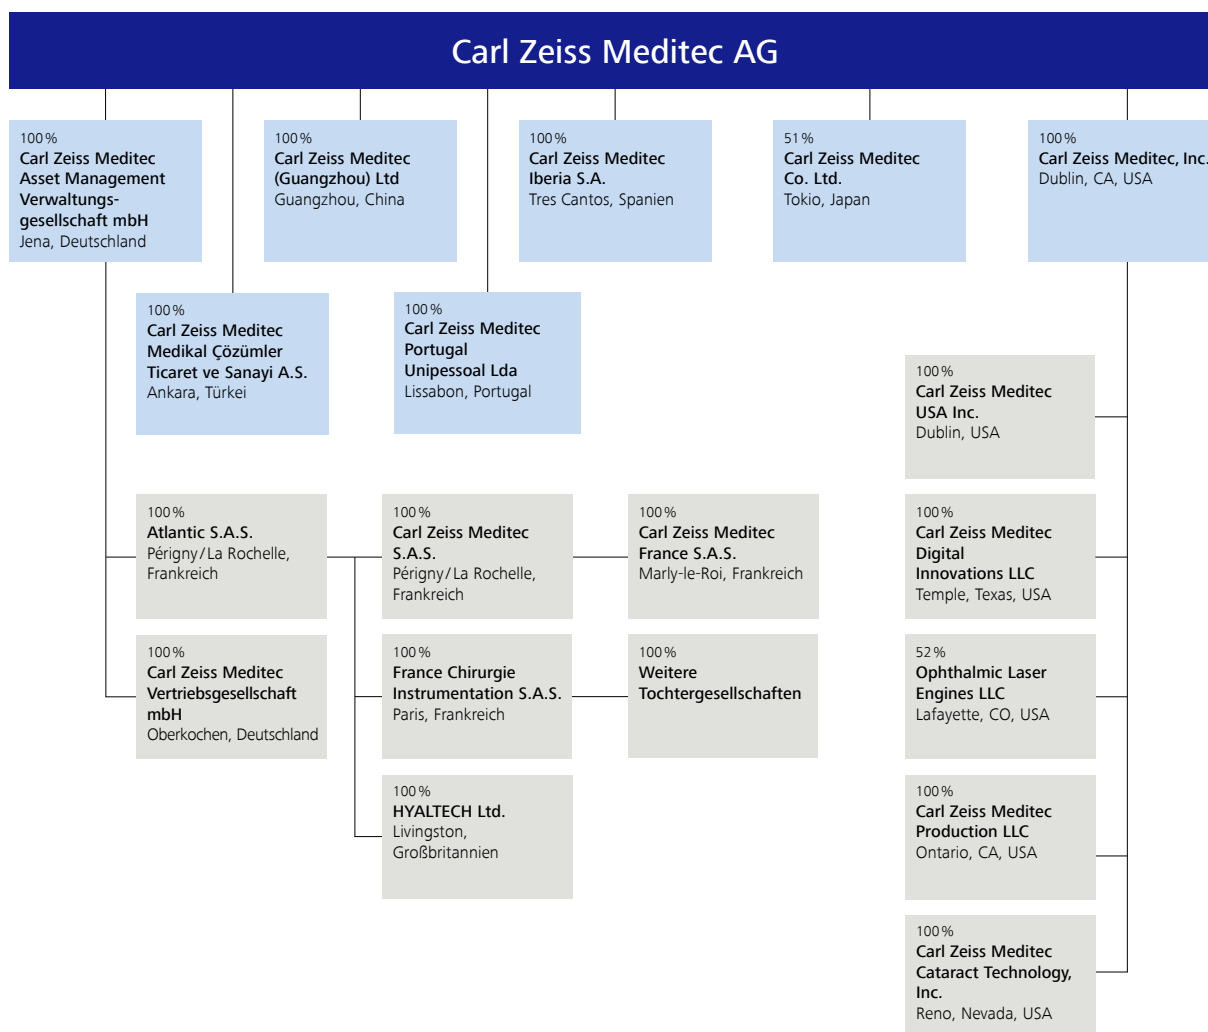 Carl Zeiss Meditec AG
100 %
Carl Zeiss Meditec
Asset Management
Verwaltungs-
gesellschaft mbH
Jena, Deutschland
100 %
Carl Zeiss Meditec
(Guangzhou) Ltd
Guangzhou, China
100 %
Carl Zeiss Meditec
Iberia S.A.
Tres Cantos, Spanien
51 %
Carl Zeiss Meditec
Co. Ltd.
Tokio, Japan
100 %
Carl Zeiss Meditec, Inc.
Dublin, CA, USA
100 %
Carl Zeiss Meditec
Medikal Çözümler
Ticaret ve Sanayi A.S.
Ankara, Türkei
100 %
Carl Zeiss Meditec
Portugal
Unipessoal Lda
Lissabon, Portugal
100 %
Carl Zeiss Meditec
USA Inc.
Dublin, USA
100 %
Atlantic S.A.S.
Périgny / La Rochelle,
Frankreich
100 %
Carl Zeiss Meditec
S.A.S.
Périgny / La Rochelle,
Frankreich
100 %
Carl Zeiss Meditec
France S.A.S.
Marly-le-Roi, Frankreich
100 %
Carl Zeiss Meditec
Digital
Innovations LLC
Temple, Texas, USA
100 %
Carl Zeiss Meditec
Vertriebsgesellschaft
mbH
Oberkochen, Deutschland
100 %
France Chirurgie
Instrumentation S.A.S.
Paris, Frankreich
100 %
Weitere
Tochtergesellschaften
52 %
Ophthalmic Laser
Engines LLC
Lafayette, CO, USA
100 %
HYALTECH Ltd.
Livingston,
Großbritannien
100 %
Carl Zeiss Meditec
Production LLC
Ontario, CA, USA
100 %
Carl Zeiss Meditec
Cataract Technology,
Inc.
Reno, Nevada, USA